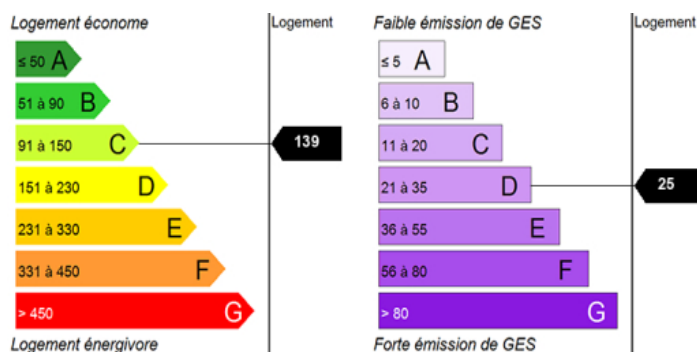 Logement économe
Logement
≤ 50 A
51 à 90 B
91 à 150 C
139
151 à 230 D
231 à 330 E
331 à 450 F
> 450 G
Logement énergivore
Faible émission de GES
Logement
≤ 5 A
6 à 10 B
11 à 20 C
21 à 35 D
25
36 à 55 E
56 à 80 F
> 80 G
Forte émission de GES